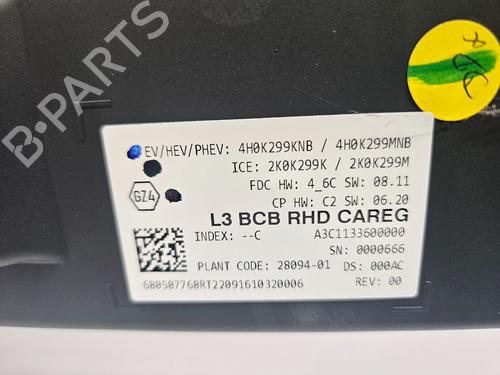 B-PARTS
EV/HEV/PHEV: 4H0K299KNB / 4H0K299MNB
ICE: 2K0K299K / 2K0K299M
FDC HW: 4_6C SW: 08.11
GZ4
CP HW: C2 SW: 06.20
L3 BCB RHD CAREG
INDEX: --C A3C1133600000
SN: 0000666
PLANT CODE: 28094-01 DS: 000AC
680507768RT22091610320006 REV: 00